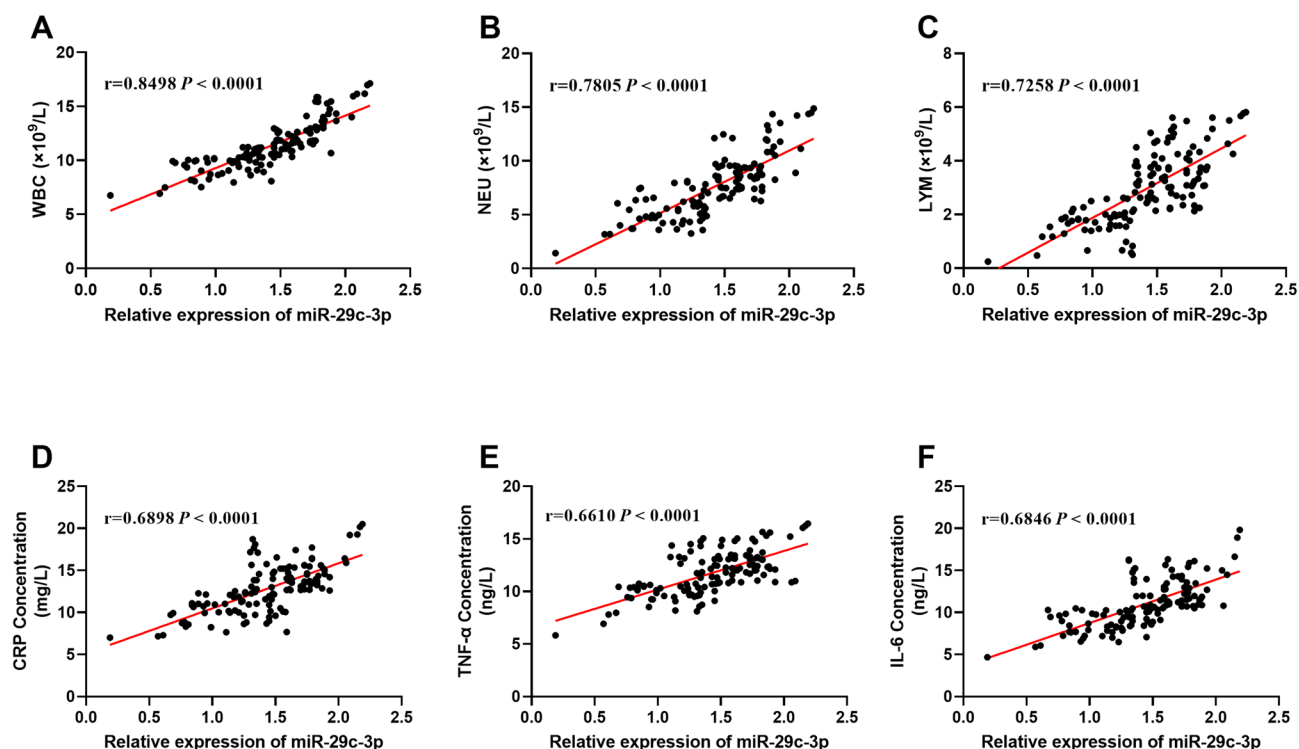 A
r=0.8498 P < 0.0001
WBC (×10⁹/L)
20
15
10
5
0
0.0 0.5 1.0 1.5 2.0 2.5
Relative expression of miR-29c-3p
B
r=0.7805 P < 0.0001
NEU (×10⁹/L)
20
15
10
5
0
0.0 0.5 1.0 1.5 2.0 2.5
Relative expression of miR-29c-3p
C
r=0.7258 P < 0.0001
LYM (×10⁹/L)
8
6
4
2
0
0.0 0.5 1.0 1.5 2.0 2.5
Relative expression of miR-29c-3p
D
r=0.6898 P < 0.0001
CRP Concentration
(mg/L)
25
20
15
10
5
0
0.0 0.5 1.0 1.5 2.0 2.5
Relative expression of miR-29c-3p
E
r=0.6610 P < 0.0001
TNF-α Concentration
(ng/L)
20
15
10
5
0
0.0 0.5 1.0 1.5 2.0 2.5
Relative expression of miR-29c-3p
F
r=0.6846 P < 0.0001
IL-6 Concentration
(ng/L)
25
20
15
10
5
0
0.0 0.5 1.0 1.5 2.0 2.5
Relative expression of miR-29c-3p